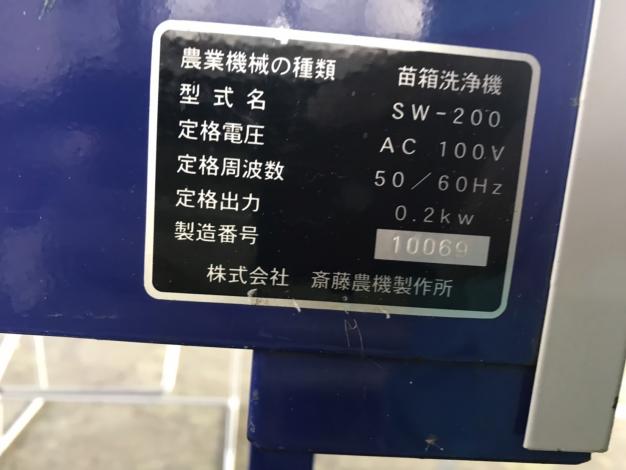 農業機械の種類 苗箱洗浄機
型式名 SW-200
定格電圧 AC 100V
定格周波数 50/60Hz
定格出力 0.2kw
製造番号 10069
株式会社 斎藤農機製作所